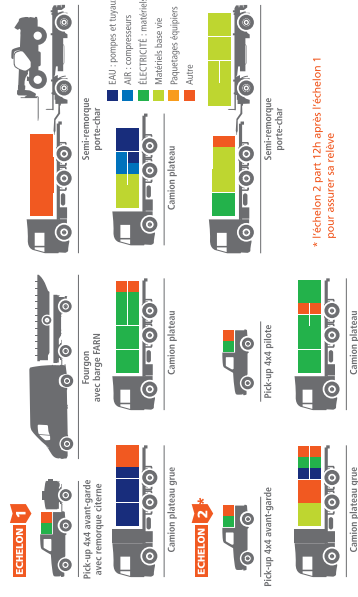 ECHELON 1
Pick-up 4x4 avant-garde
avec remorque citerne
Fourgon
avec barge FARN
Semi-remorque
porte-char
Camion plateau grue
Camion plateau
Camion plateau
EAU : pompes et tuyaux
AIR : compresseurs
ÉLECTRICITÉ : matériels
Matériels base vie
Paquetages équipiers
Autre
ECHELON 2*
Pick-up 4x4 avant-garde
Pick-up 4x4 pilote
Semi-remorque
porte-char
Camion plateau grue
Camion plateau
* l'échelon 2 part 12h après l'échelon 1
pour assurer sa relève